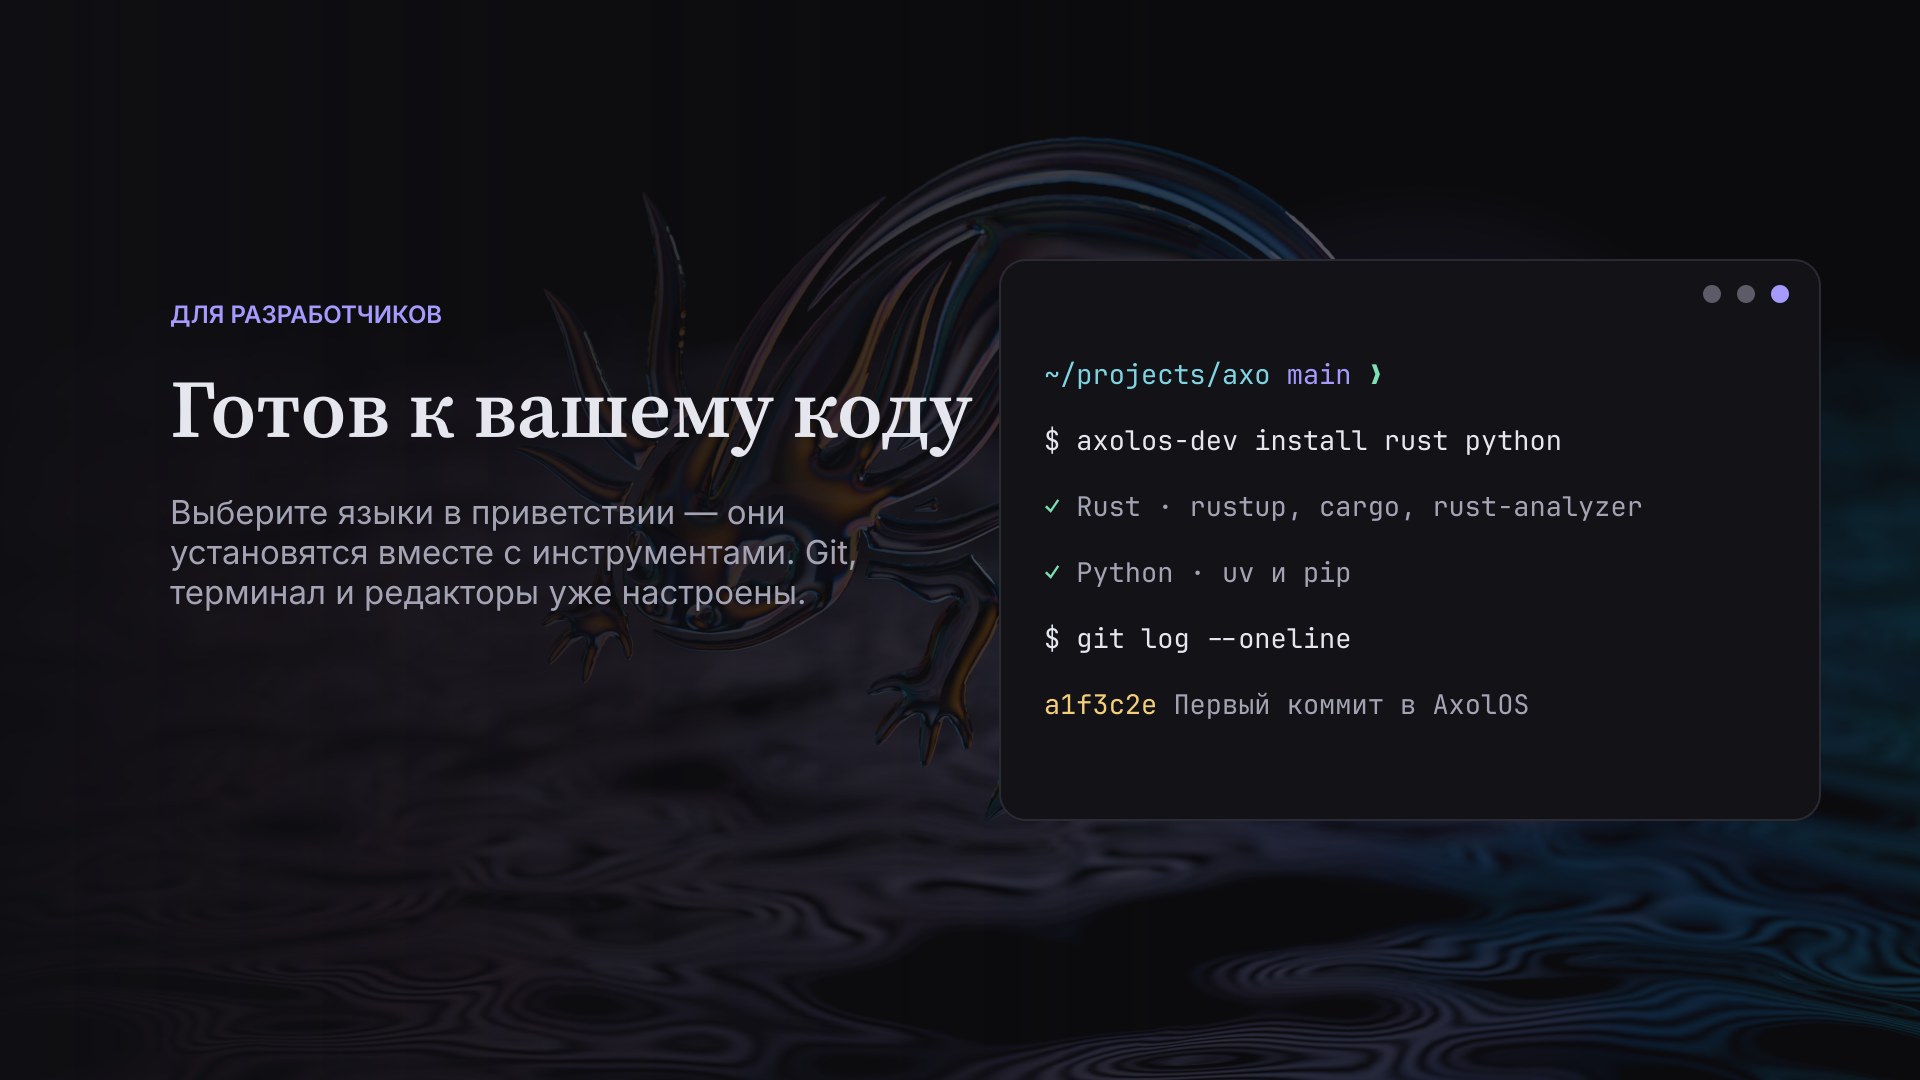 ДЛЯ РАЗРАБОТЧИКОВ
Готов к вашему коду
Выберите языки в приветствии — они
установятся вместе с инструментами. Git,
терминал и редакторы уже настроены.
~/projects/axo main ❯
$ axolos-dev install rust python
✓ Rust · rustup, cargo, rust-analyzer
✓ Python · uv и pip
$ git log --oneline
a1f3c2e Первый коммит в AxolOS